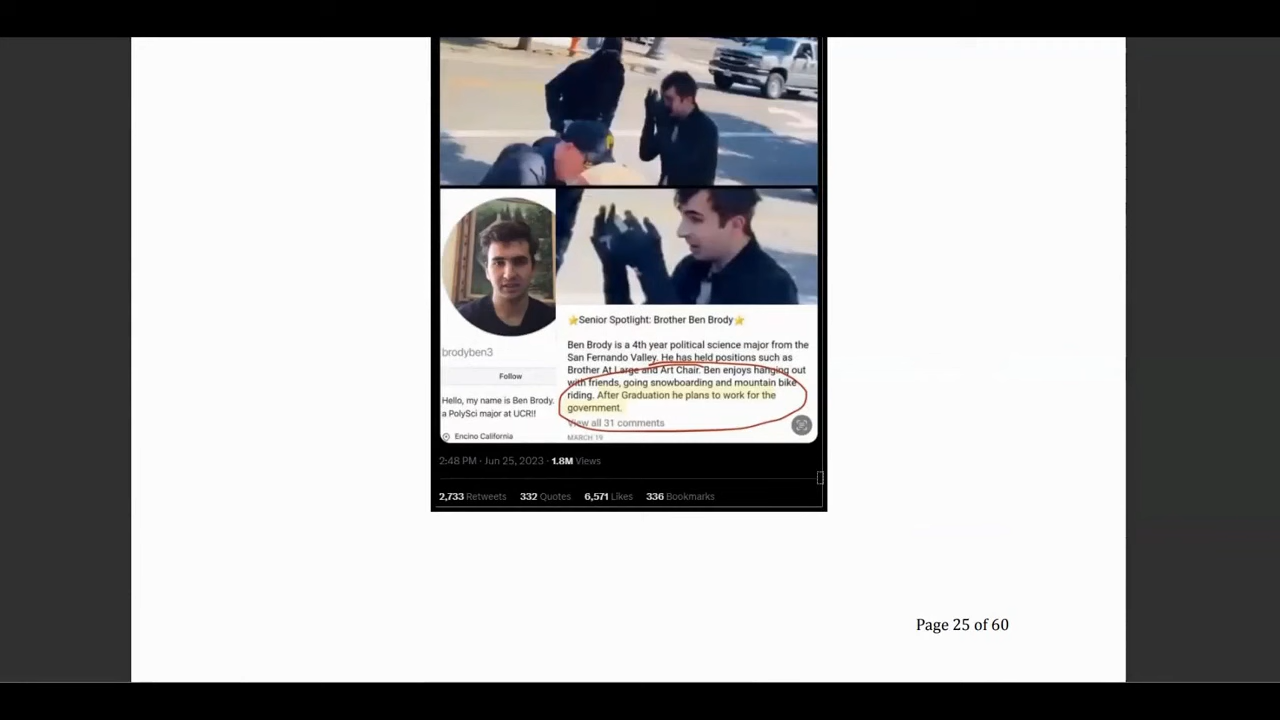 ⭐Senior Spotlight: Brother Ben Brody⭐
Ben Brody is a 4th year political science major from the
San Fernando Valley. He has held positions such as
Brother At Large and Art Chair. Ben enjoys hanging out
with friends, going snowboarding and mountain bike
riding. After Graduation he plans to work for the
government.
View all 31 comments
MARCH 19
brodyben3
Follow
Hello, my name is Ben Brody.
a PolySci major at UCR!!
Encino California
2:48 PM · Jun 25, 2023 · 1.8M Views
2,733 Retweets 332 Quotes 6,571 Likes 336 Bookmarks
Page 25 of 60